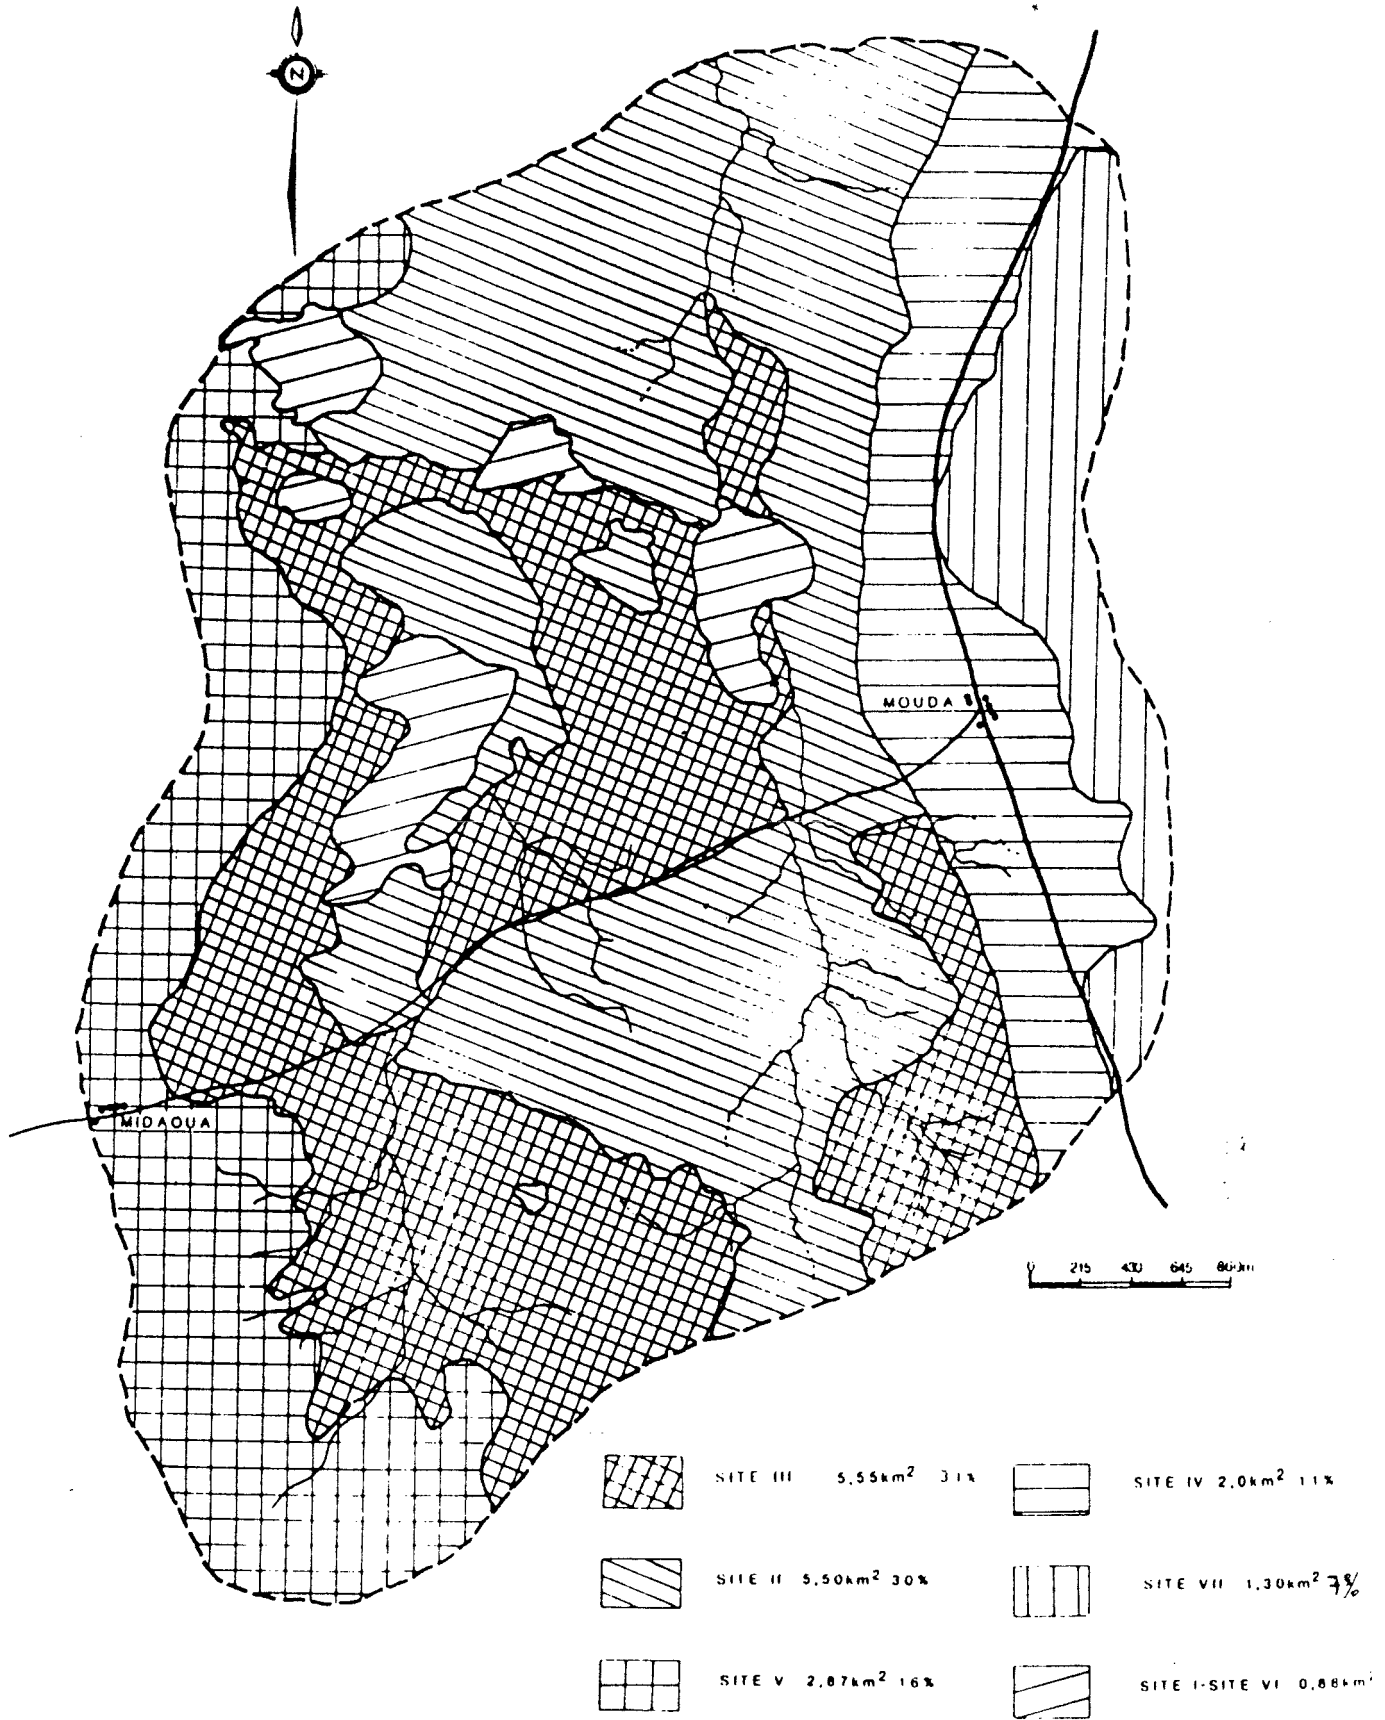 N
MOUDA
MIDAOUA
0 215 430 645 860m
SITE III 5,55km² 31%
SITE IV 2,0km² 11%
SITE II 5,50km² 30%
SITE VII 1,30km² 7%
SITE V 2,87km² 16%
SITE I-SITE VI 0,88km²